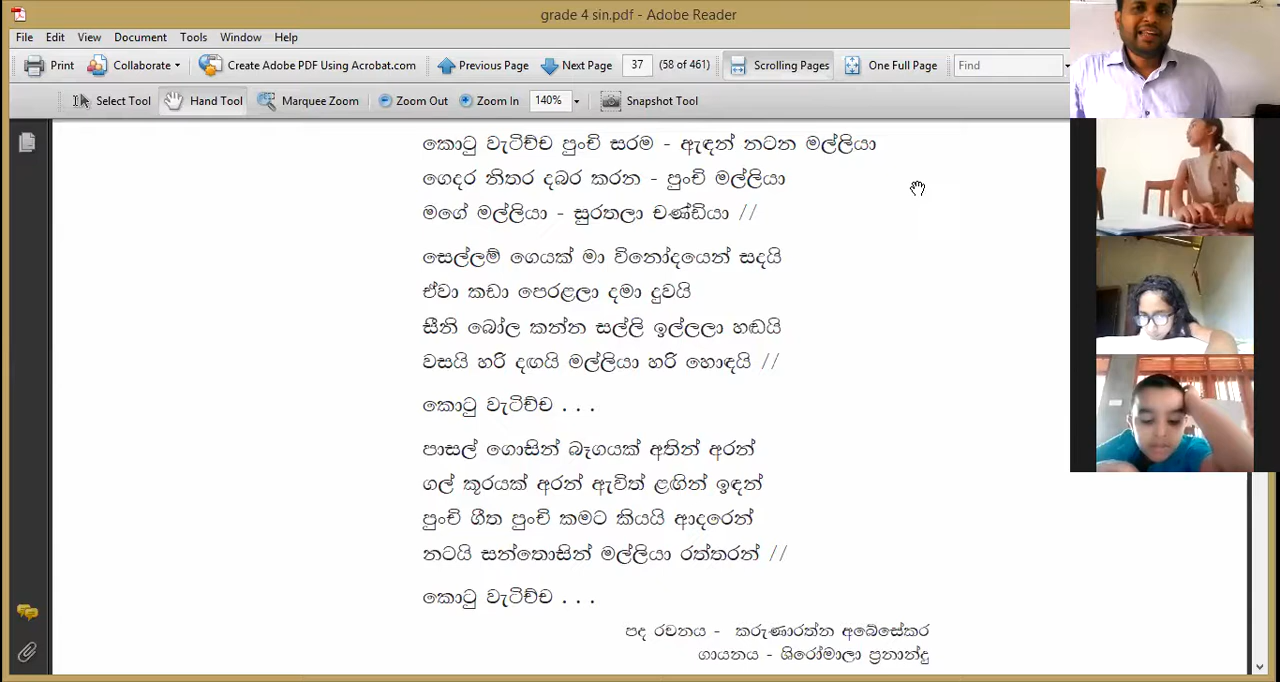 grade 4 sin.pdf - Adobe Reader
File Edit View Document Tools Window Help
Print Collaborate Create Adobe PDF Using Acrobat.com Previous Page Next Page 37 (58 of 461) Scrolling Pages One Full Page Find
Select Tool Hand Tool Marquee Zoom Zoom Out Zoom In 140% Snapshot Tool
කොටු වැටිච්ච පුංචි සරම - ඇඳන් නටන මල්ලියා
ගෙදර නිතර දබර කරන - පුංචි මල්ලියා
මගේ මල්ලියා - සුරතලා චණ්ඩියා //
සෙල්ලම් ගෙයක් මා විනෝදයෙන් සදයි
ඒවා කඩා පෙරළලා දමා දුවයි
සීනි බෝල කන්න සල්ලි ඉල්ලලා හඬයි
වසයි හරි දඟයි මල්ලියා හරි හොඳයි //
කොටු වැටිච්ච . . .
පාසල් ගොසින් බෑගයක් අතින් අරන්
ගල් කූරයක් අරන් ඇවිත් ළඟින් ඉඳන්
පුංචි ගීත පුංචි කමට කියයි ආදරෙන්
නටයි සන්තොසින් මල්ලියා රත්තරන් //
කොටු වැටිච්ච . . .
පද රචනය - කරුණාරත්න අබේසේකර
ගායනය - ශිරෝමාලා ප්‍රනාන්දු